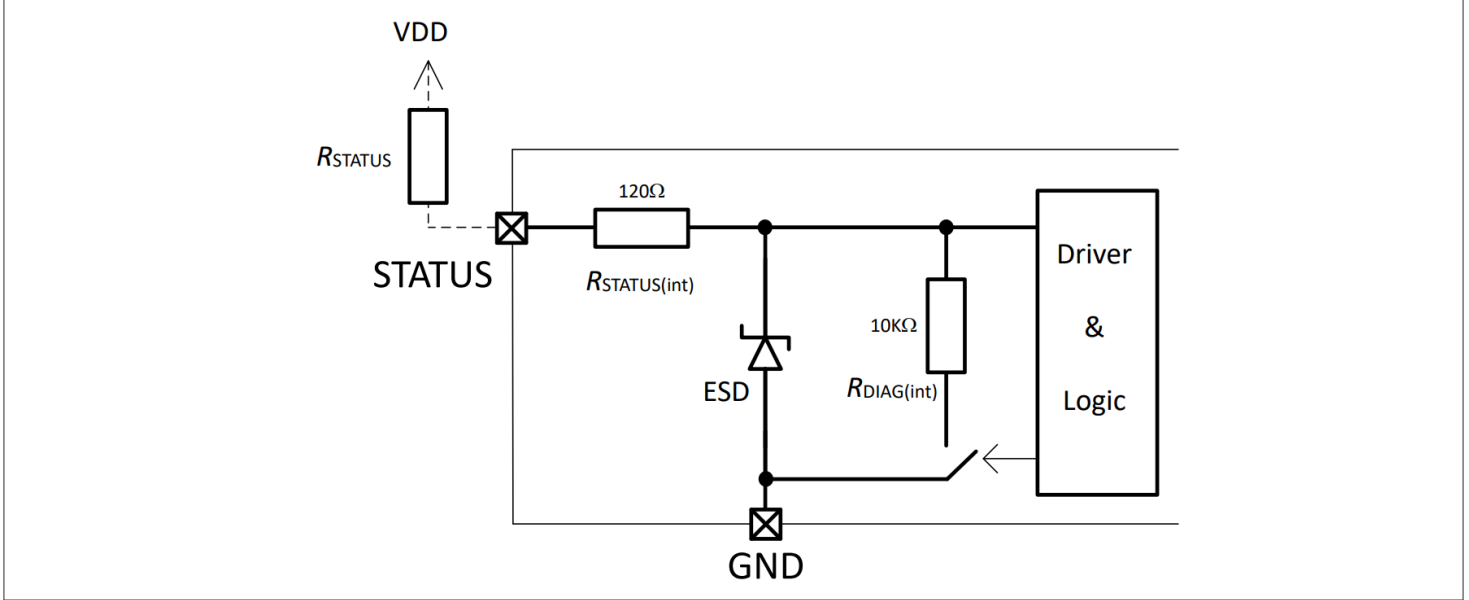 VDD
RSTATUS
120Ω
STATUS
RSTATUS(int)
Driver
&
Logic
10KΩ
ESD
RDIAG(int)
GND